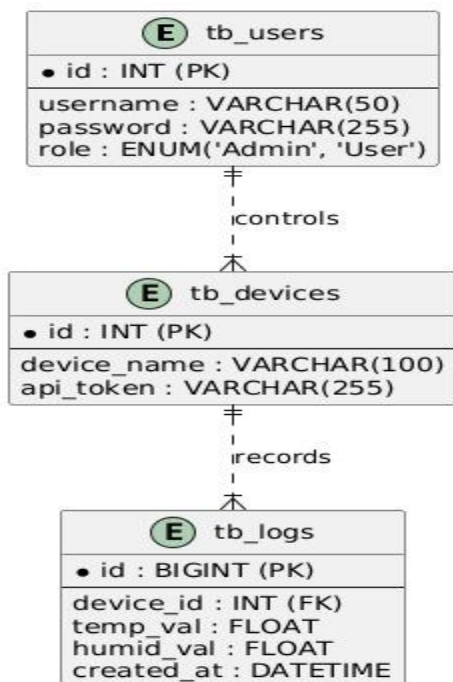 E tb_users
id : INT (PK)
username : VARCHAR(50)
password : VARCHAR(255)
role : ENUM('Admin', 'User')
controls
E tb_devices
id : INT (PK)
device_name : VARCHAR(100)
api_token : VARCHAR(255)
records
E tb_logs
id : BIGINT (PK)
device_id : INT (FK)
temp_val : FLOAT
humid_val : FLOAT
created_at : DATETIME